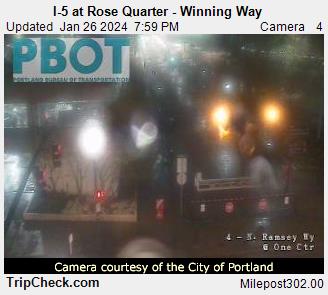 I-5 at Rose Quarter - Winning Way
Updated Jan 26 2024 7:59 PM Camera 4
PBOT
PORTLAND BUREAU OF TRANSPORTATION
4 - N. Ramsey Wy
@ One Ctr
Camera courtesy of the City of Portland
TripCheck.com Milepost302.00